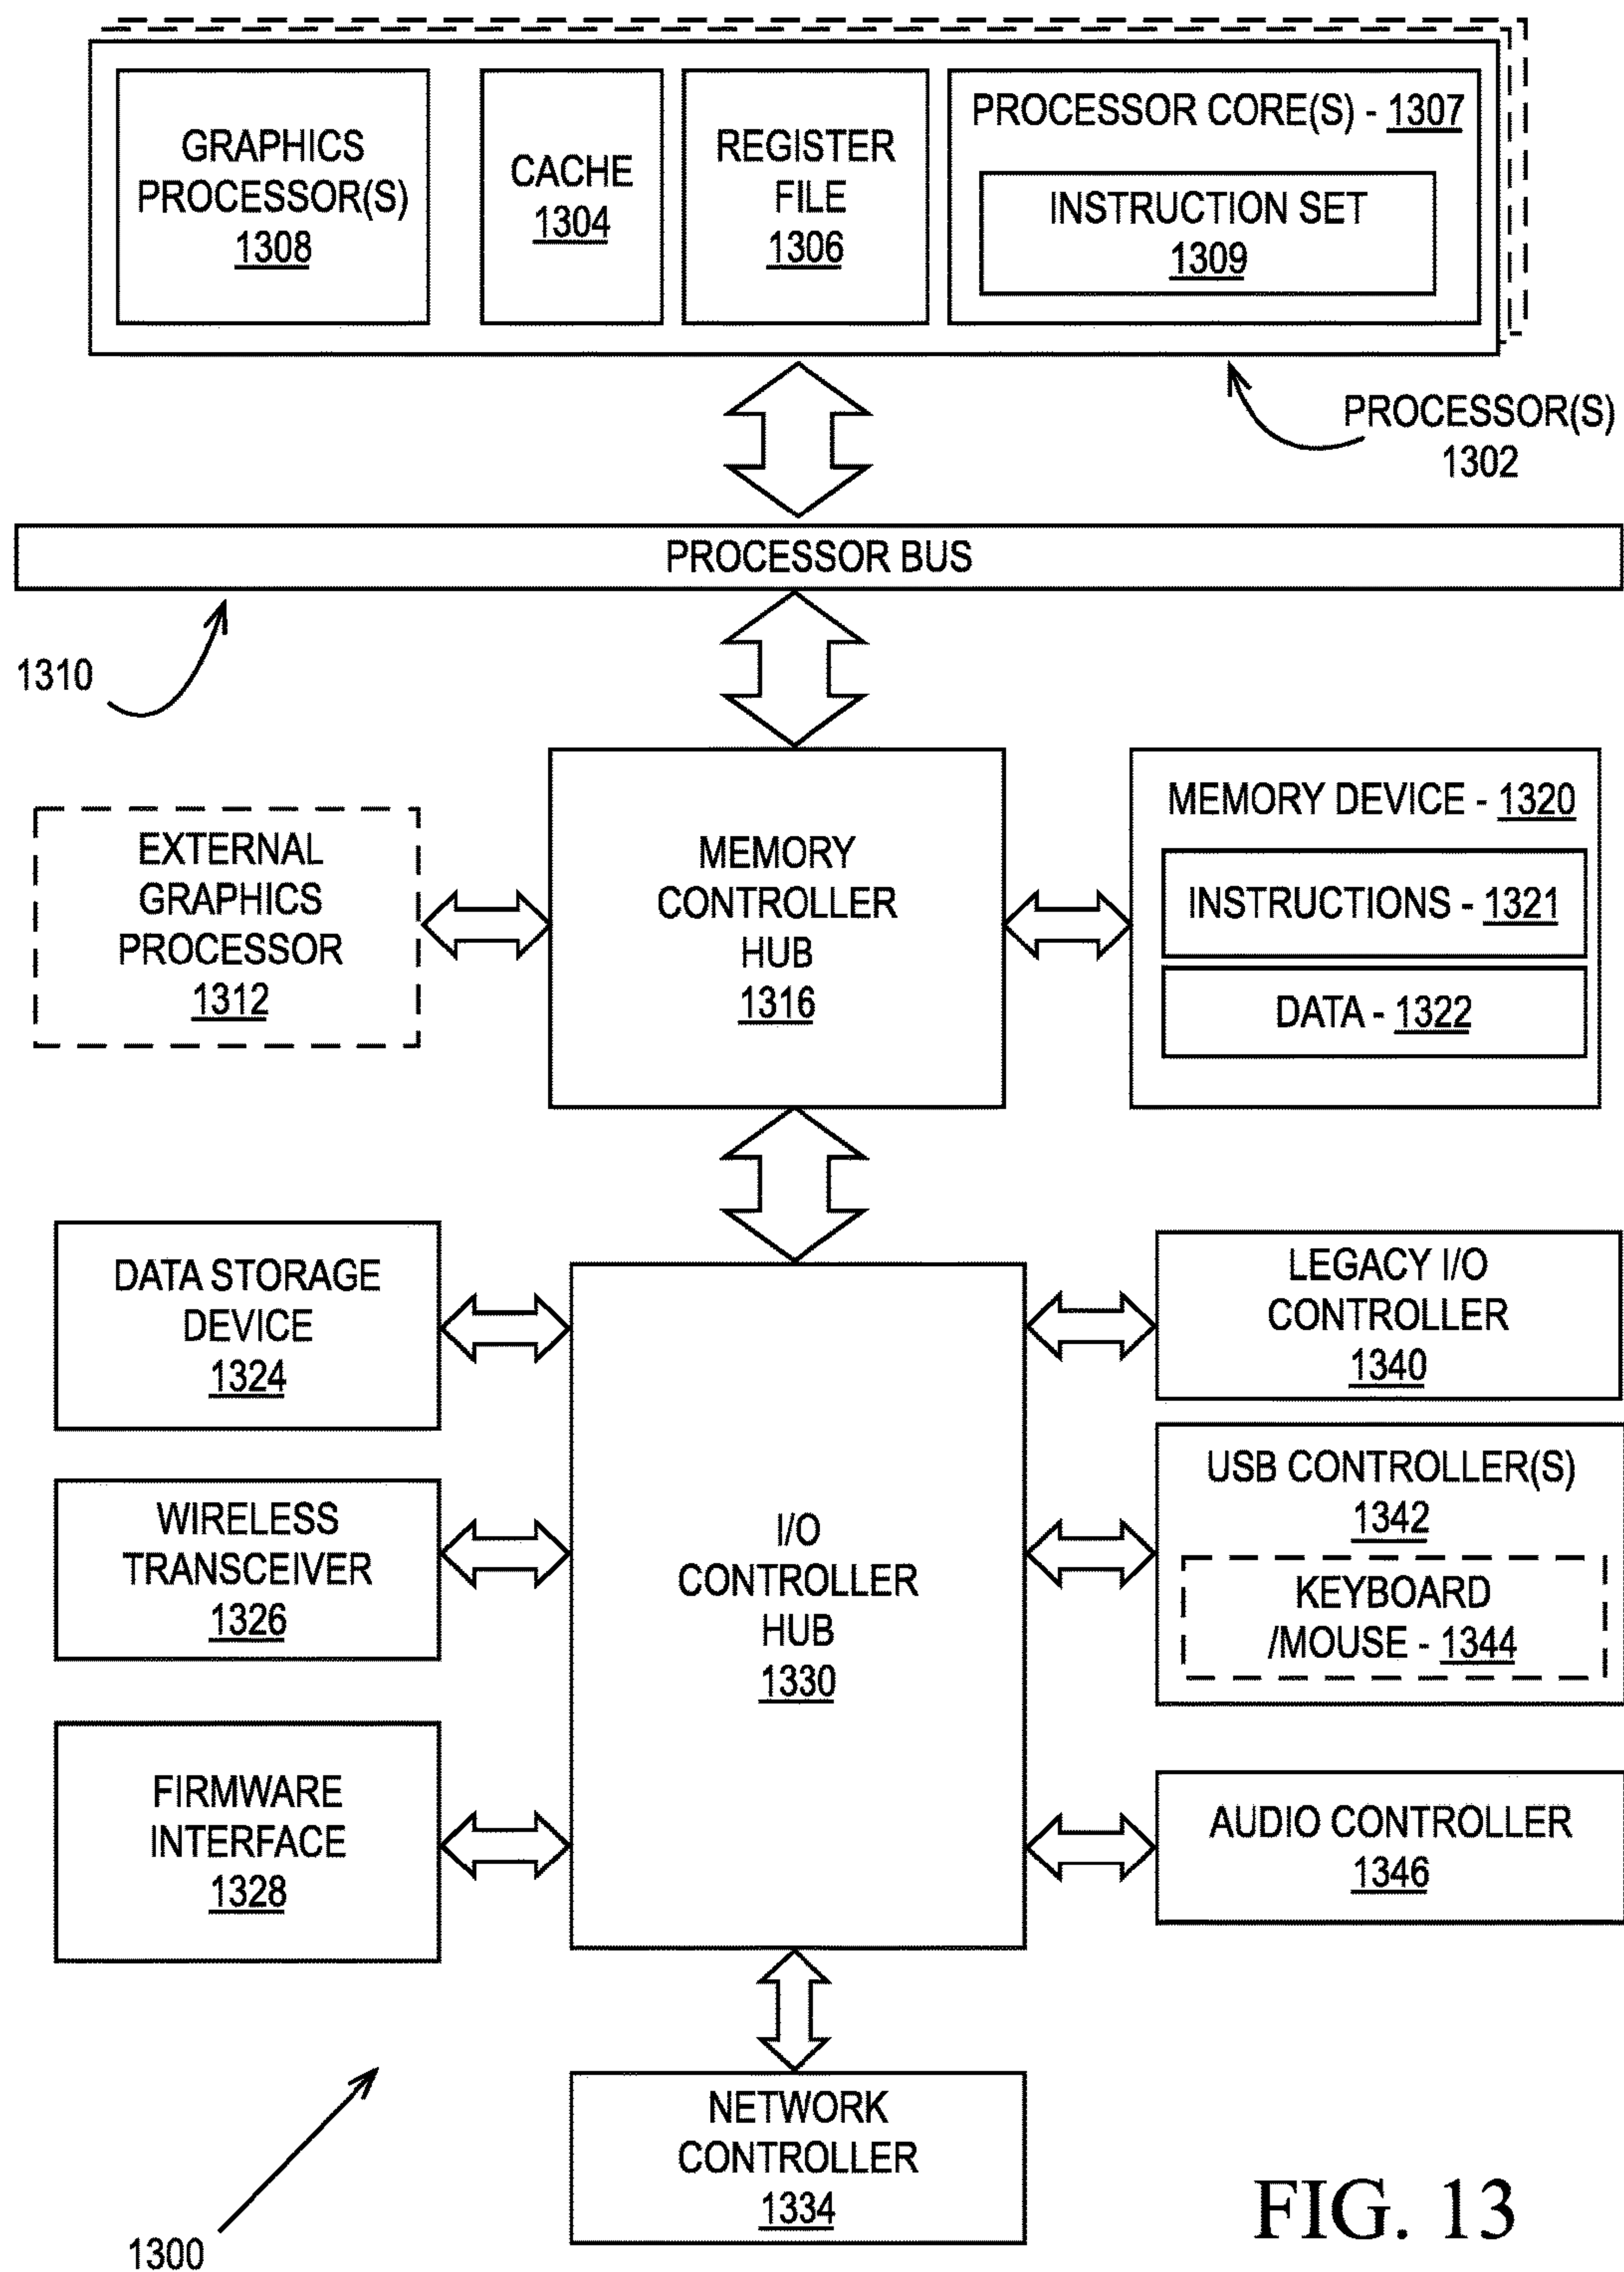 GRAPHICS
PROCESSOR(S)
1308
CACHE
1304
REGISTER
FILE
1306
PROCESSOR CORE(S) - 1307
INSTRUCTION SET
1309
PROCESSOR(S)
1302
PROCESSOR BUS
1310
EXTERNAL
GRAPHICS
PROCESSOR
1312
MEMORY
CONTROLLER
HUB
1316
MEMORY DEVICE - 1320
INSTRUCTIONS - 1321
DATA - 1322
DATA STORAGE
DEVICE
1324
WIRELESS
TRANSCEIVER
1326
FIRMWARE
INTERFACE
1328
I/O
CONTROLLER
HUB
1330
LEGACY I/O
CONTROLLER
1340
USB CONTROLLER(S)
1342
KEYBOARD
/MOUSE - 1344
AUDIO CONTROLLER
1346
NETWORK
CONTROLLER
1334
1300
FIG. 13